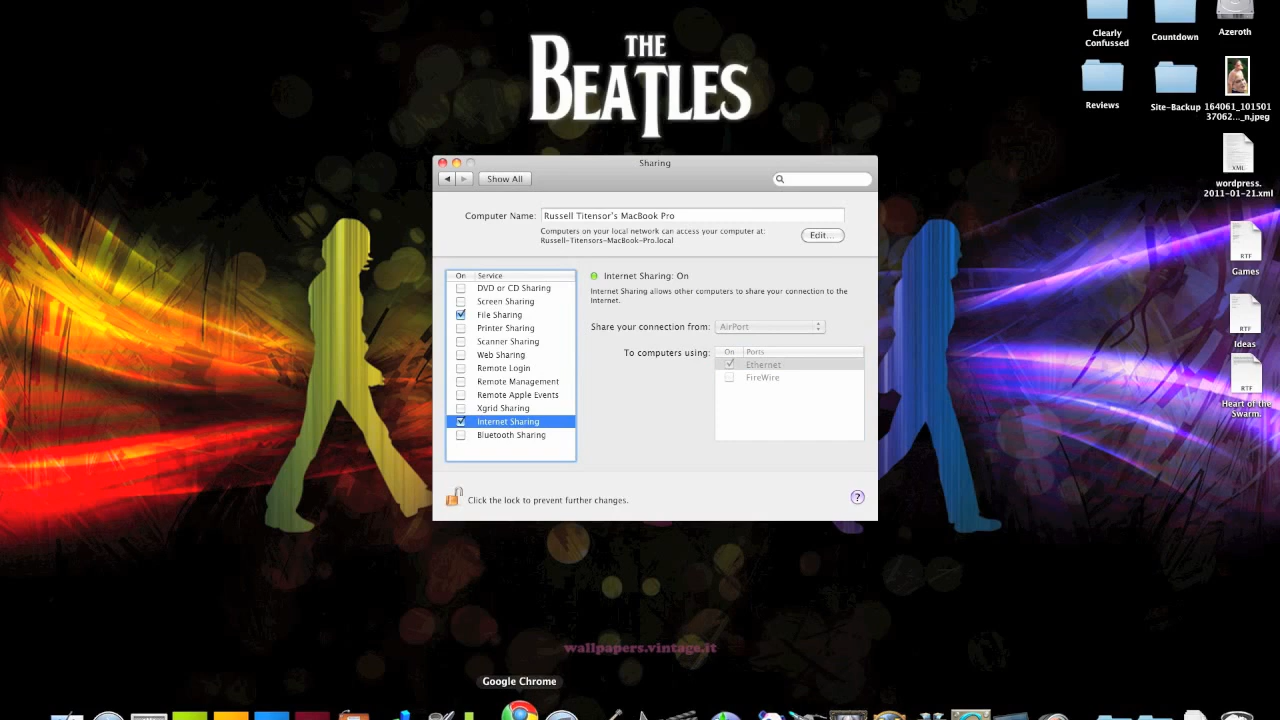 THE
BEATLES
Clearly
Confussed
Countdown
Azeroth
Reviews
Site-Backup
164061_101501
37062..._n.jpeg
XML
wordpress.
2011-01-21.xml
RTF
Games
RTF
Ideas
RTF
Heart of the
Swarm.
Sharing
Show All
Computer Name: Russell Titensor's MacBook Pro
Computers on your local network can access your computer at:
Russell-Titensors-MacBook-Pro.local
Edit...
On Service
DVD or CD Sharing
Screen Sharing
File Sharing
Printer Sharing
Scanner Sharing
Web Sharing
Remote Login
Remote Management
Remote Apple Events
Xgrid Sharing
Internet Sharing
Bluetooth Sharing
Internet Sharing: On
Internet Sharing allows other computers to share your connection to the
Internet.
Share your connection from: AirPort
To computers using:
On Ports
Ethernet
FireWire
Click the lock to prevent further changes.
?
wallpapers.vintage.it
Google Chrome